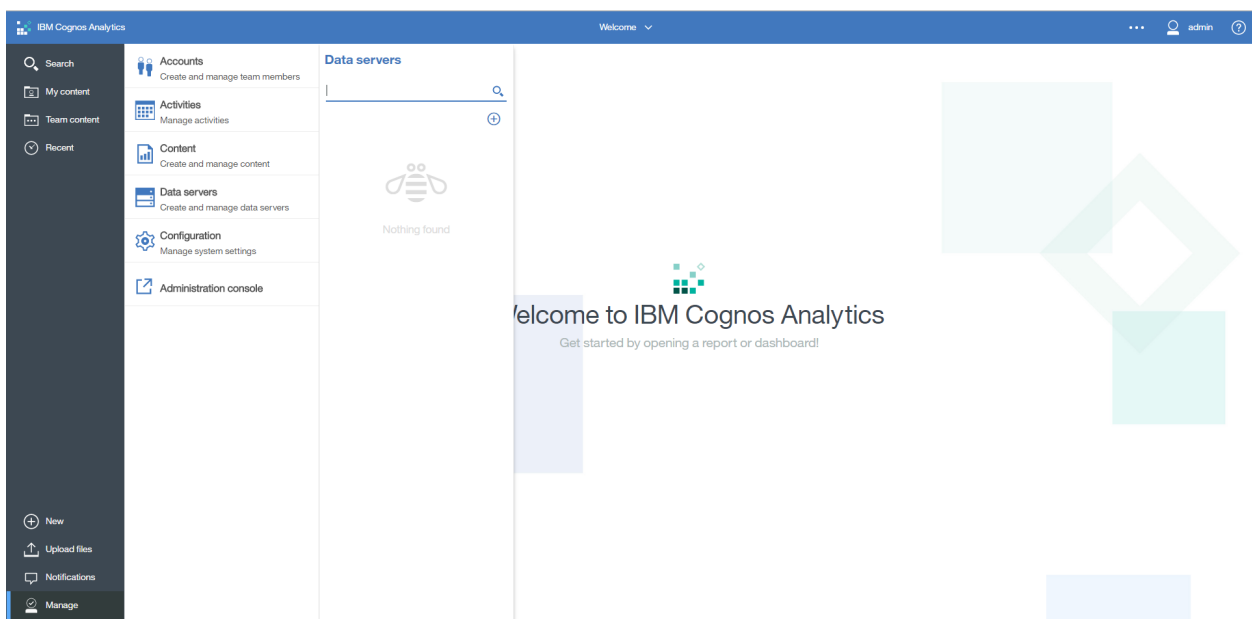 IBM Cognos Analytics
Welcome
admin
Search
My content
Team content
Recent
New
Upload files
Notifications
Manage
Accounts
Create and manage team members
Activities
Manage activities
Content
Create and manage content
Data servers
Create and manage data servers
Configuration
Manage system settings
Administration console
Data servers
Nothing found
elcome to IBM Cognos Analytics
Get started by opening a report or dashboard!